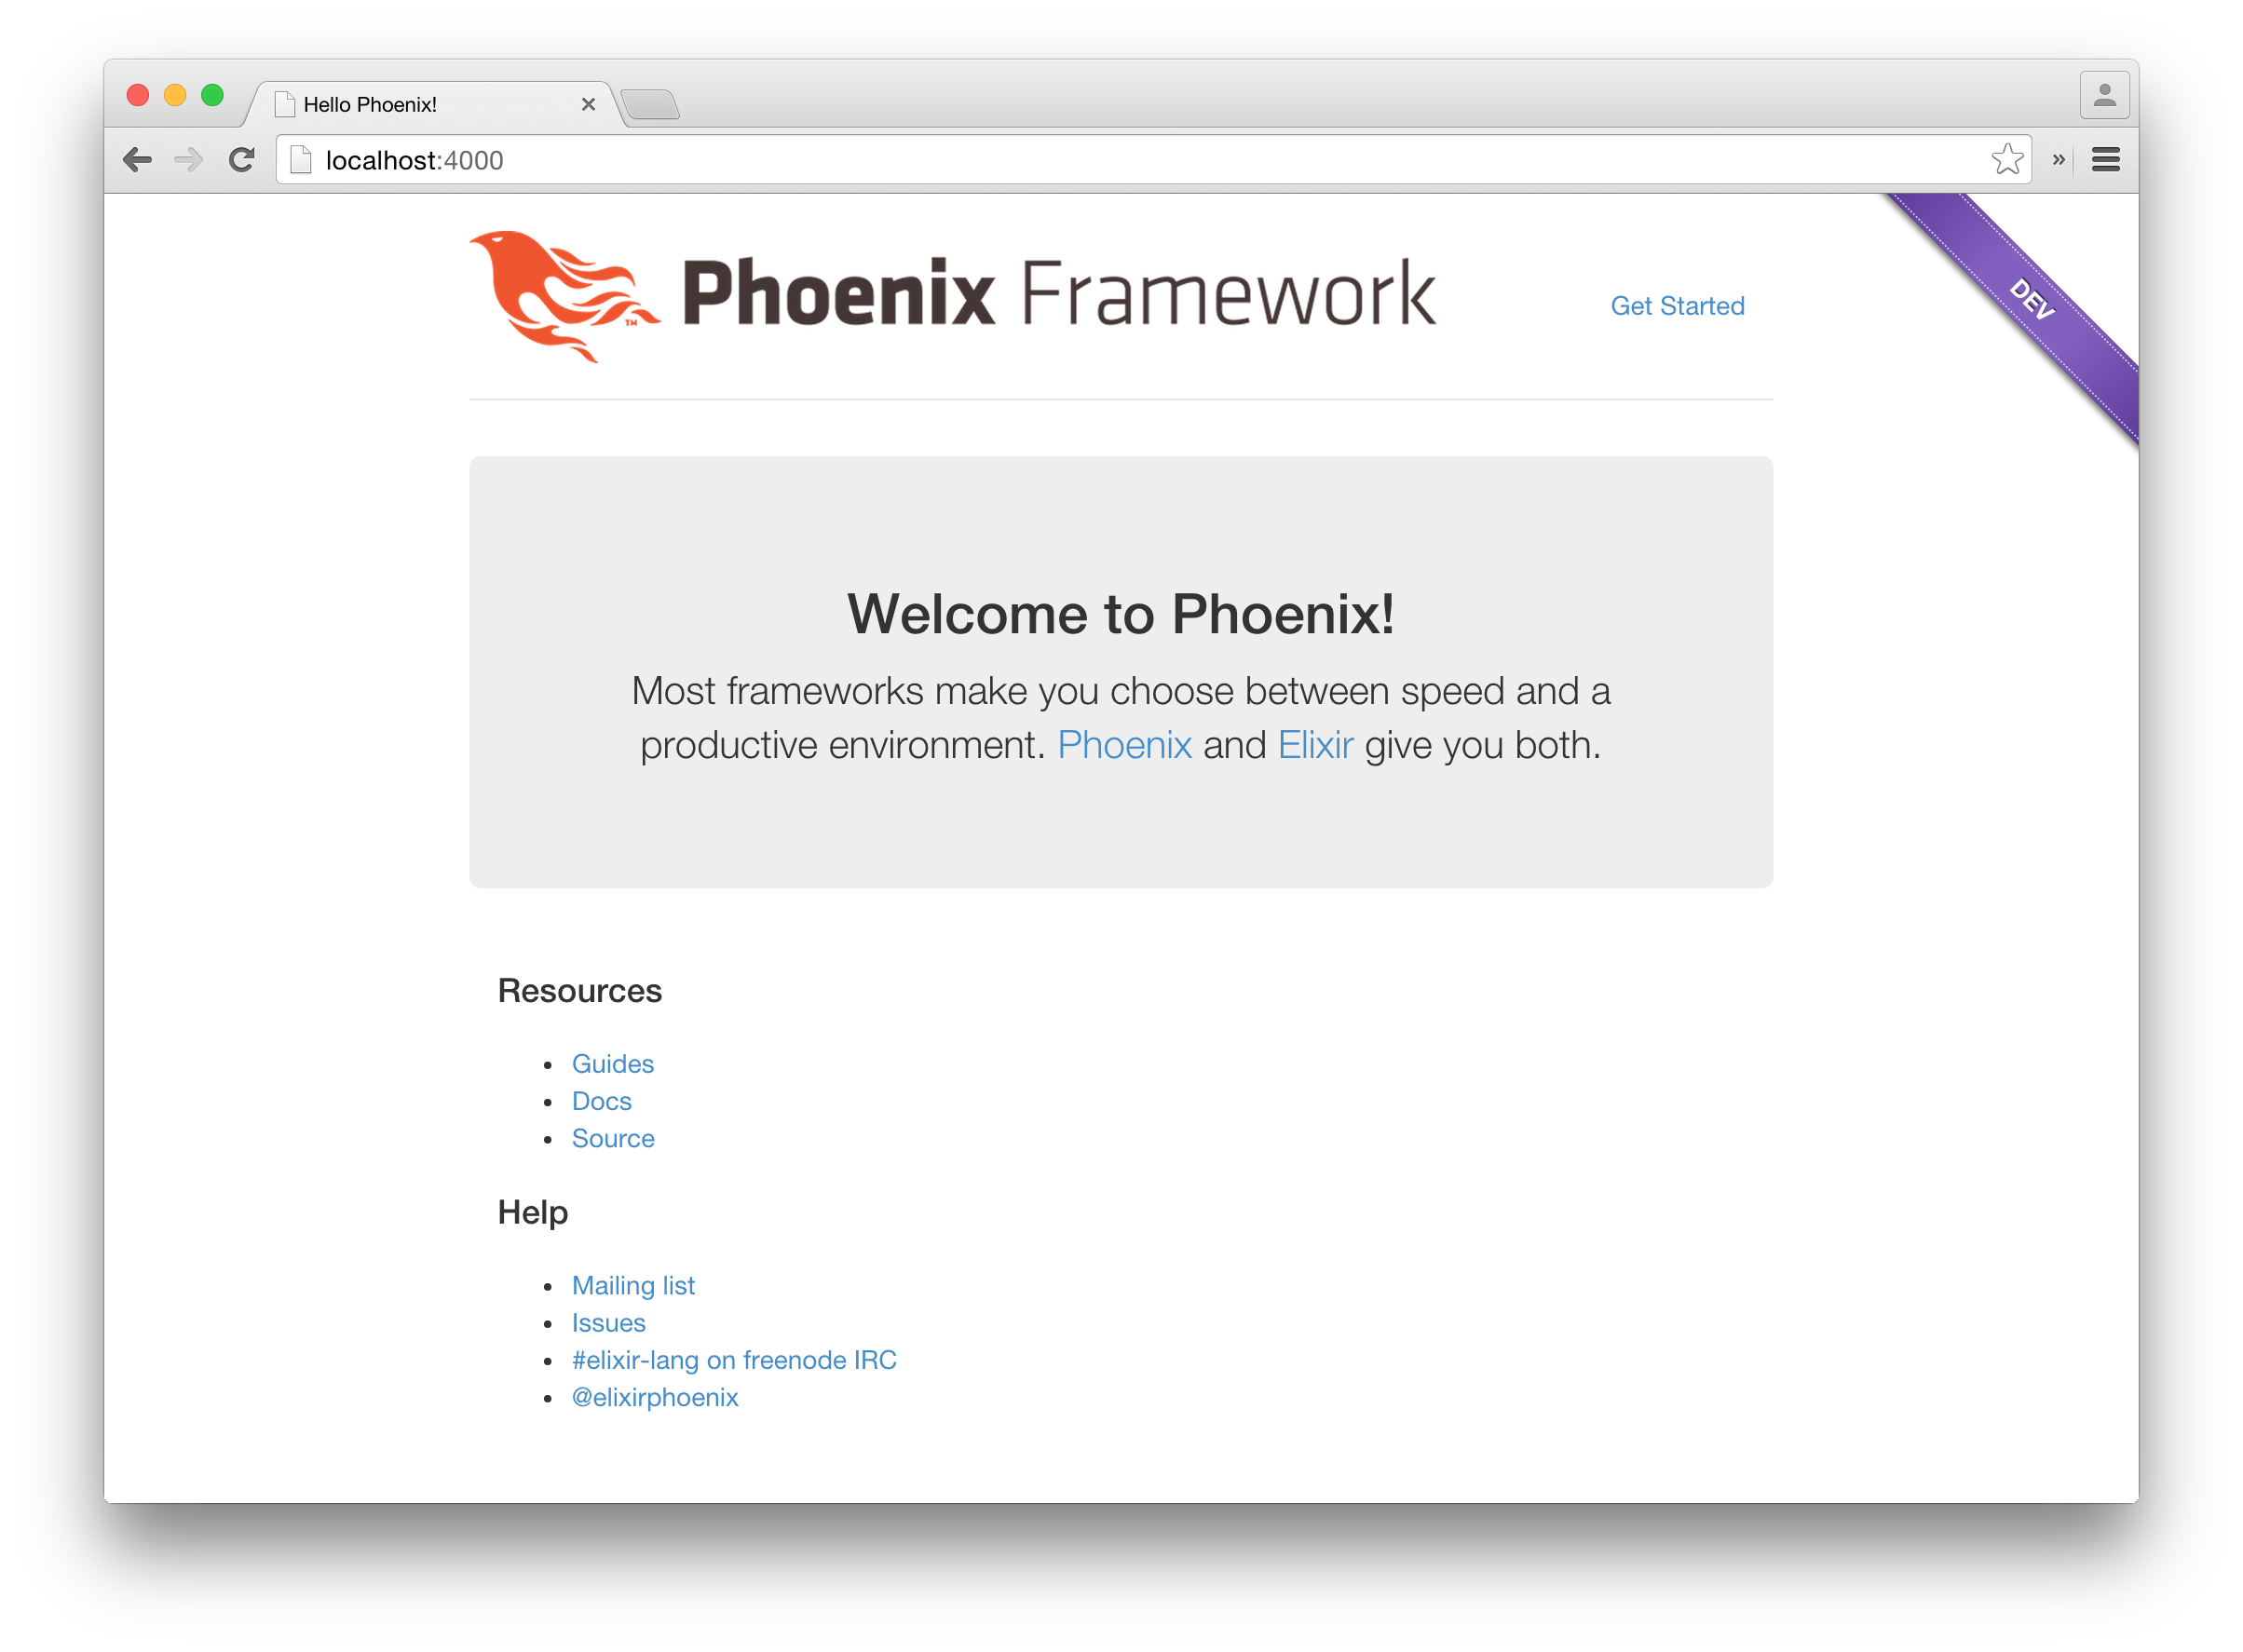 Hello Phoenix!
localhost:4000
Phoenix Framework
TM
Get Started
DEV
Welcome to Phoenix!
Most frameworks make you choose between speed and a
productive environment. Phoenix and Elixir give you both.
Resources
Guides
Docs
Source
Help
Mailing list
Issues
#elixir-lang on freenode IRC
@elixirphoenix